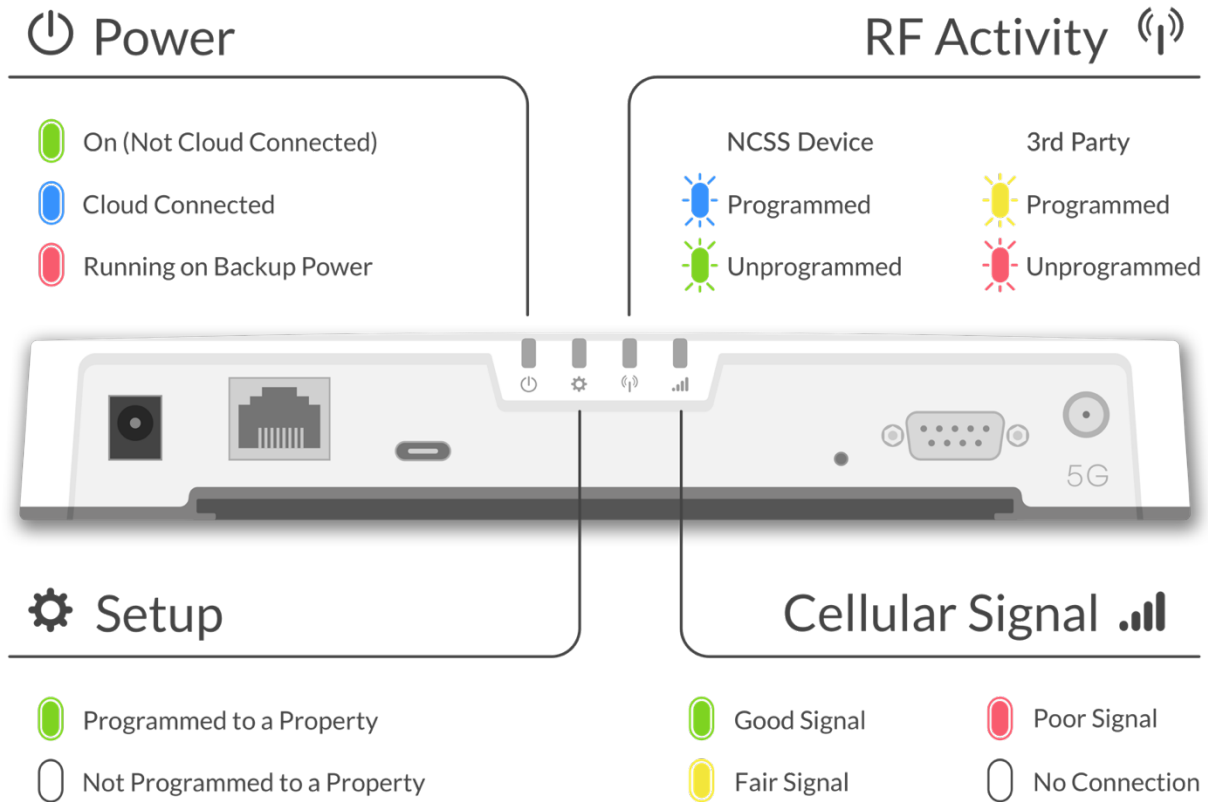 Power
On (Not Cloud Connected)
Cloud Connected
Running on Backup Power
RF Activity
NCSS Device
3rd Party
Programmed
Programmed
Unprogrammed
Unprogrammed
5G
Setup
Programmed to a Property
Not Programmed to a Property
Cellular Signal
Good Signal
Poor Signal
Fair Signal
No Connection